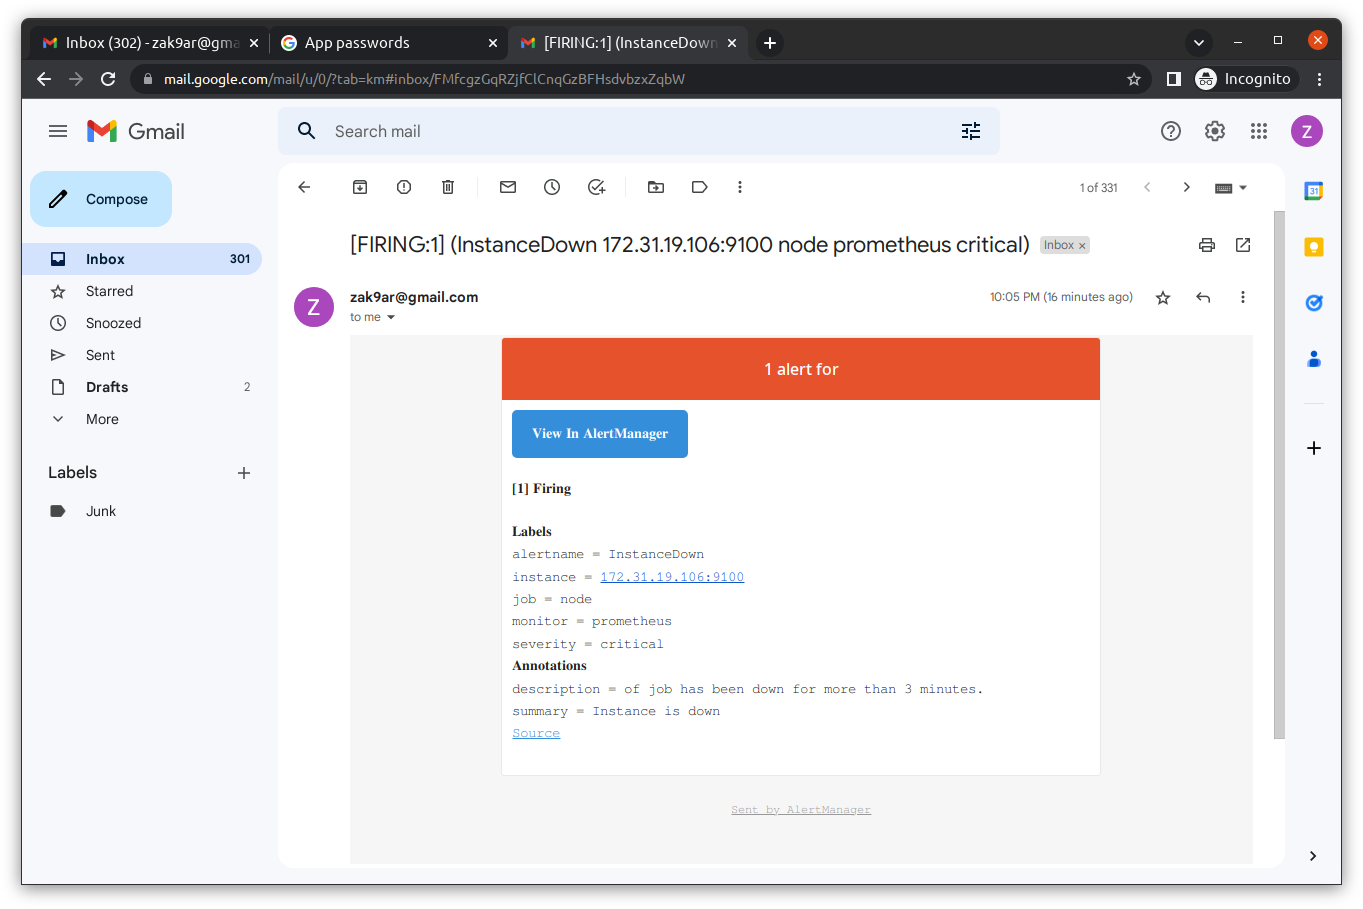 Inbox (302) - zak9ar@gma
App passwords
[FIRING:1] (InstanceDown
mail.google.com/mail/u/0/?tab=km#inbox/FMfcgzGqRZjfClCnqGzBFHsdvbzxZqbW
Incognito
Gmail
Search mail
Z
Compose
1 of 331
31
[FIRING:1] (InstanceDown 172.31.19.106:9100 node prometheus critical)
Inbox ×
Inbox 301
Starred
Snoozed
Sent
Drafts 2
More
Labels
Junk
Z
zak9ar@gmail.com
10:05 PM (16 minutes ago)
to me
1 alert for
View In AlertManager
[1] Firing
Labels
alertname = InstanceDown
instance = 172.31.19.106:9100
job = node
monitor = prometheus
severity = critical
Annotations
description = of job has been down for more than 3 minutes.
summary = Instance is down
Source
Sent by AlertManager